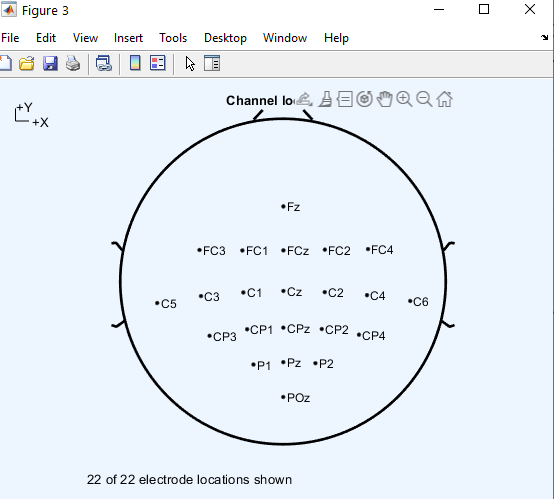 Figure 3
File Edit View Insert Tools Desktop Window Help
Channel lo
+Y
+X
Fz
FC3 FC1 FCz FC2 FC4
C5 C3 C1 Cz C2 C4 C6
CP3 CP1 CPz CP2 CP4
P1 Pz P2
POz
22 of 22 electrode locations shown